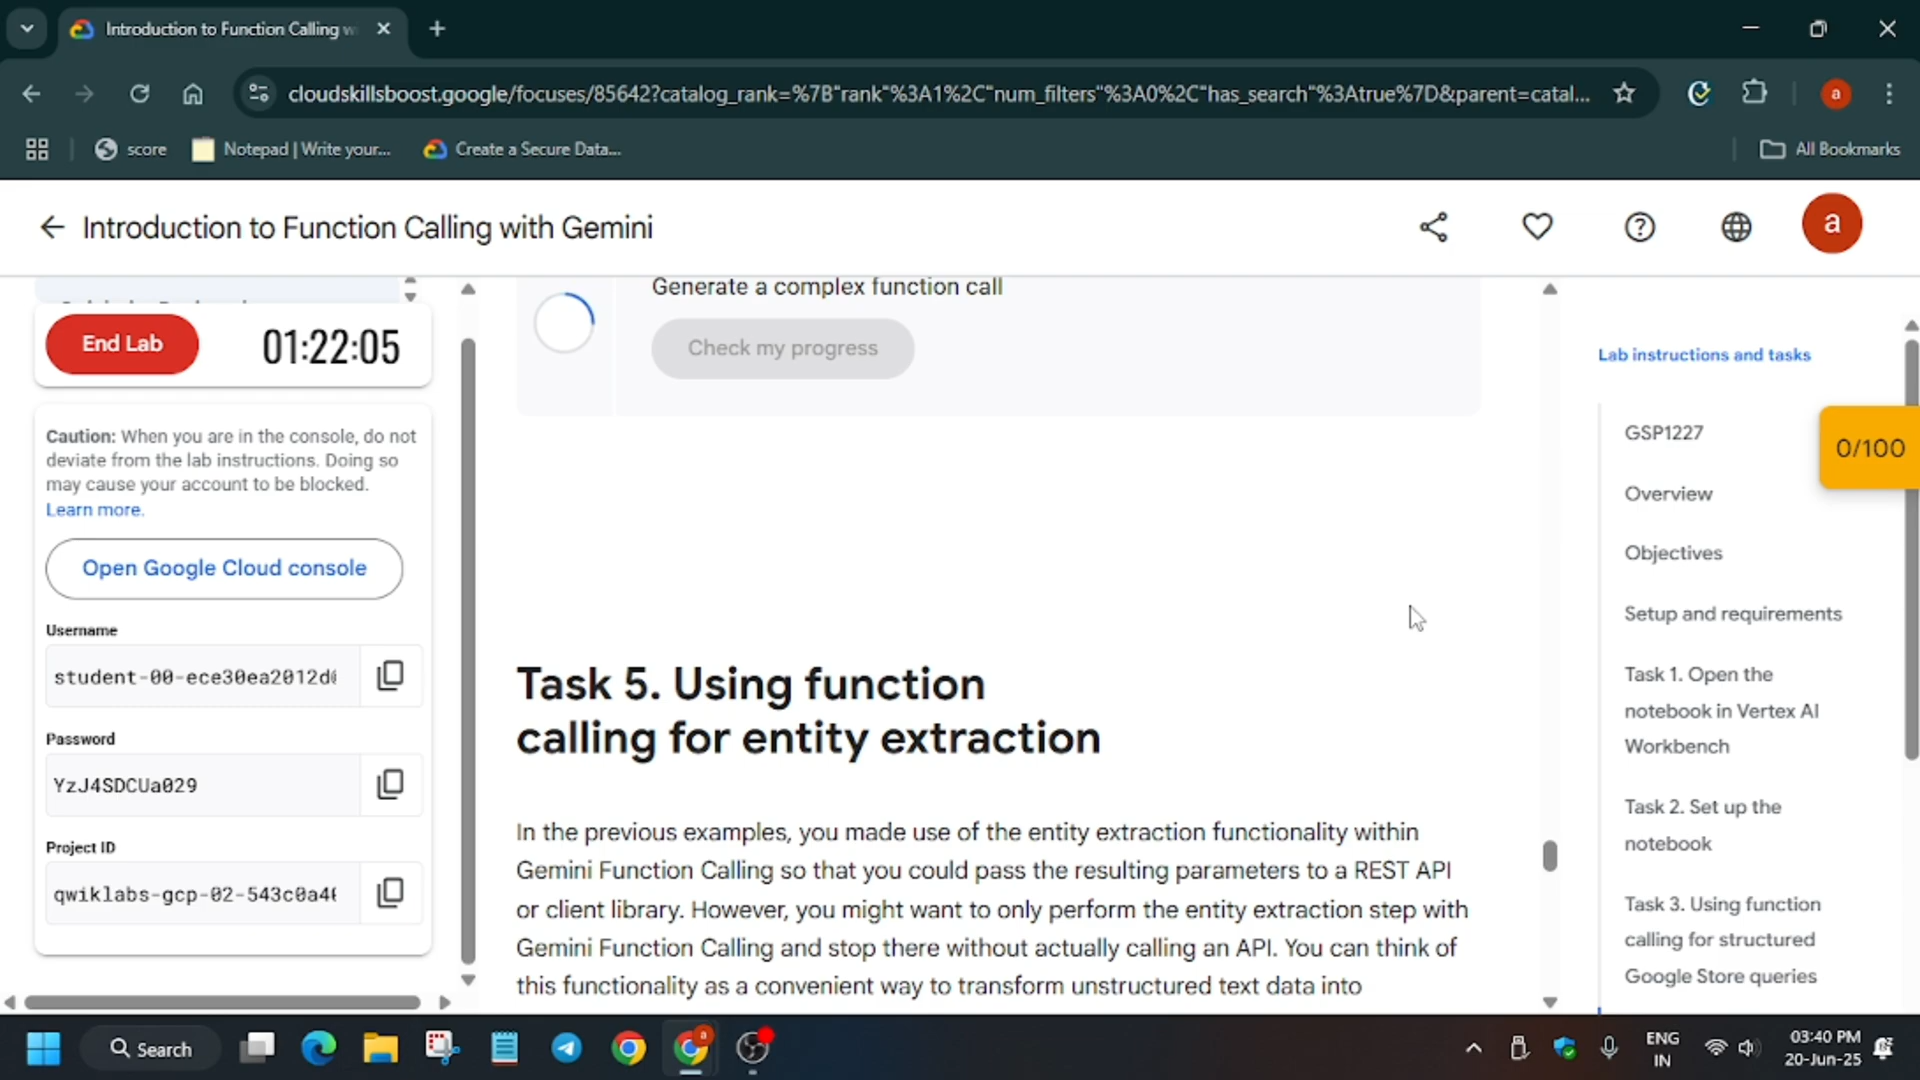 Introduction to Function Calling w
cloudskillsboost.google/focuses/85642?catalog_rank=%7B"rank"%3A1%2C"num_filters"%3A0%2C"has_search"%3Atrue%7D&parent=catal...
a
score
Notepad | Write your...
Create a Secure Data...
All Bookmarks
Introduction to Function Calling with Gemini
a
End Lab
01:22:05
Caution: When you are in the console, do not
deviate from the lab instructions. Doing so
may cause your account to be blocked.
Learn more.
Open Google Cloud console
Username
student-00-ece30ea2012d
Password
YzJ4SDCUa029
Project ID
qwiklabs-gcp-02-543c0a4
Generate a complex function call
Check my progress
Task 5. Using function
calling for entity extraction
In the previous examples, you made use of the entity extraction functionality within
Gemini Function Calling so that you could pass the resulting parameters to a REST API
or client library. However, you might want to only perform the entity extraction step with
Gemini Function Calling and stop there without actually calling an API. You can think of
this functionality as a convenient way to transform unstructured text data into
Lab instructions and tasks
GSP1227
0/100
Overview
Objectives
Setup and requirements
Task 1. Open the
notebook in Vertex AI
Workbench
Task 2. Set up the
notebook
Task 3. Using function
calling for structured
Google Store queries
Search
a
ENG
IN
03:40 PM
20-Jun-25